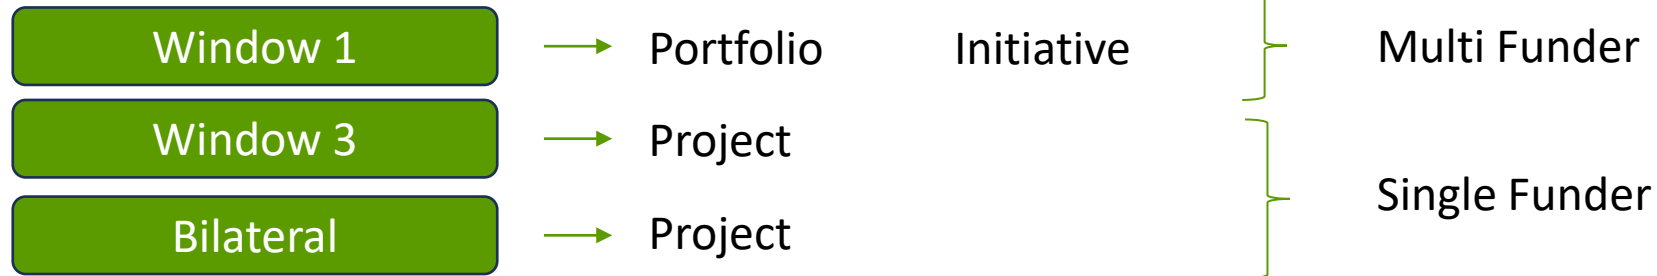 Window 1 Portfolio Initiative Multi Funder
Window 3 Project
Single Funder
Bilateral Project